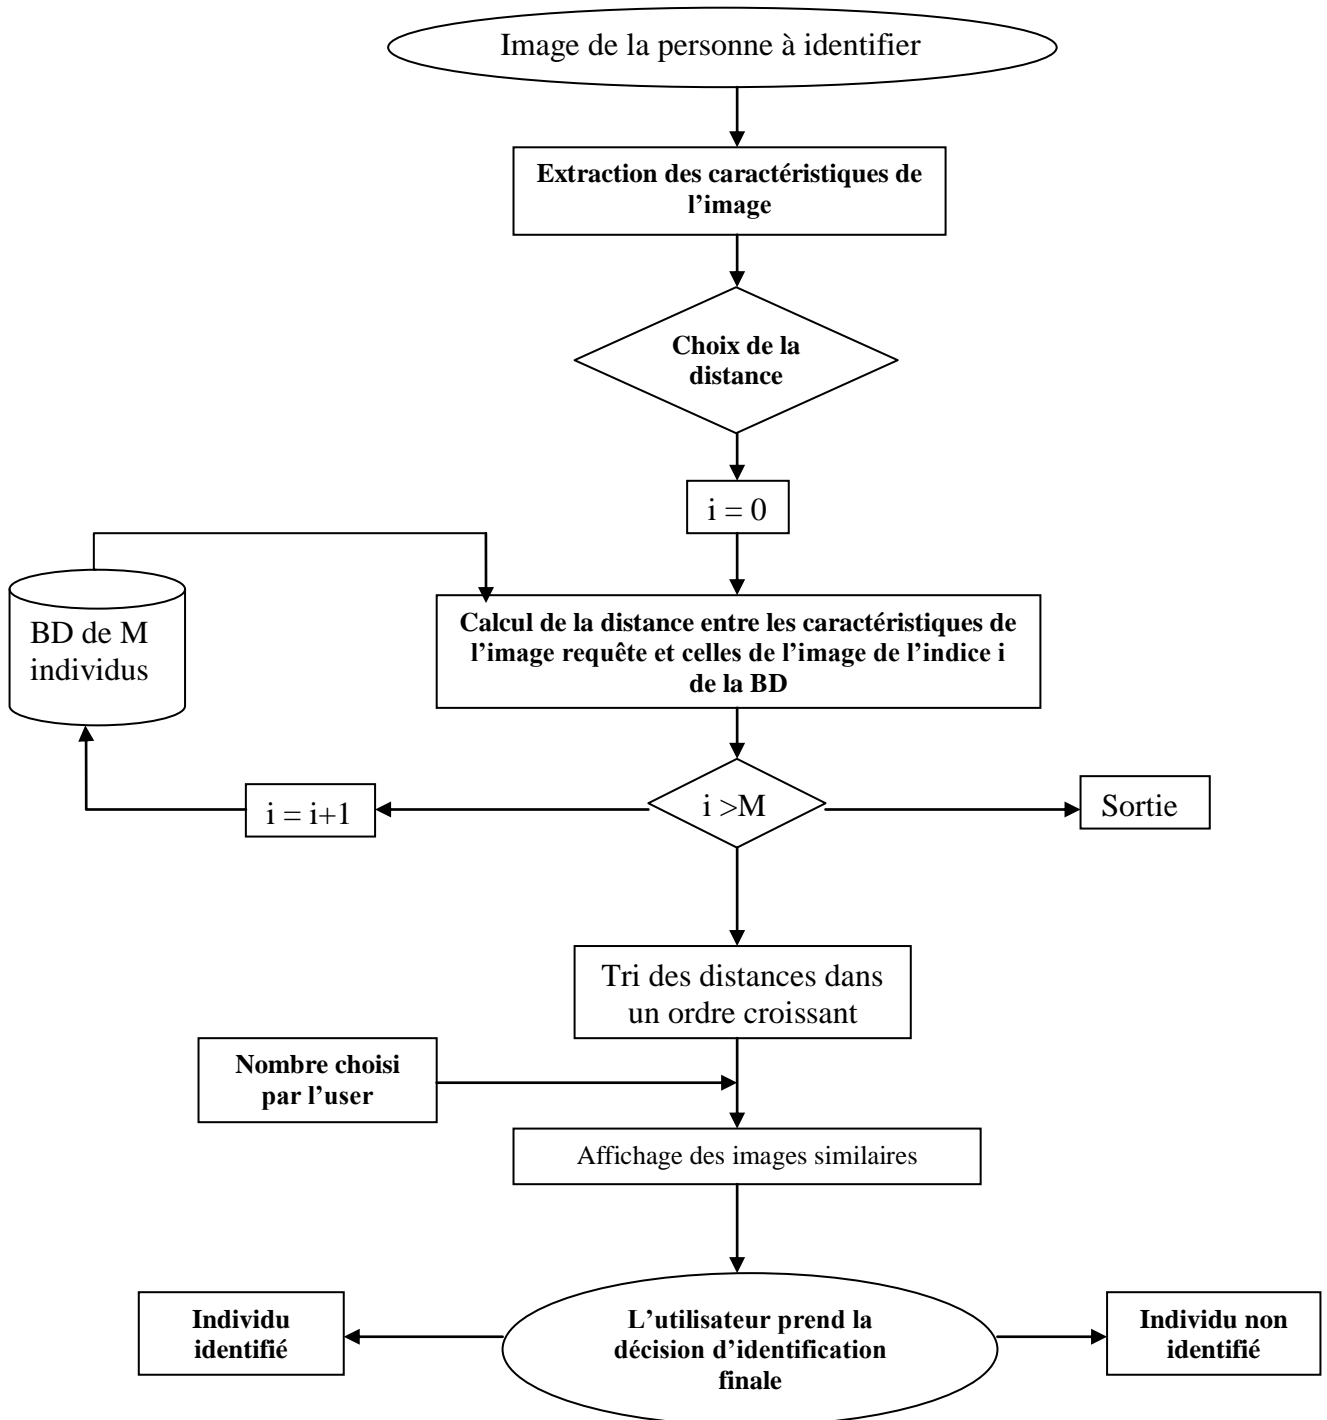 Image de la personne à identifier
Extraction des caractéristiques de
l’image
Choix de la
distance
i = 0
BD de M
individus
Calcul de la distance entre les caractéristiques de
l’image requête et celles de l’image de l’indice i
de la BD
i = i+1
i >M
Sortie
Tri des distances dans
un ordre croissant
Nombre choisi
par l’user
Affichage des images similaires
Individu
identifié
L’utilisateur prend la
décision d’identification
finale
Individu non
identifié